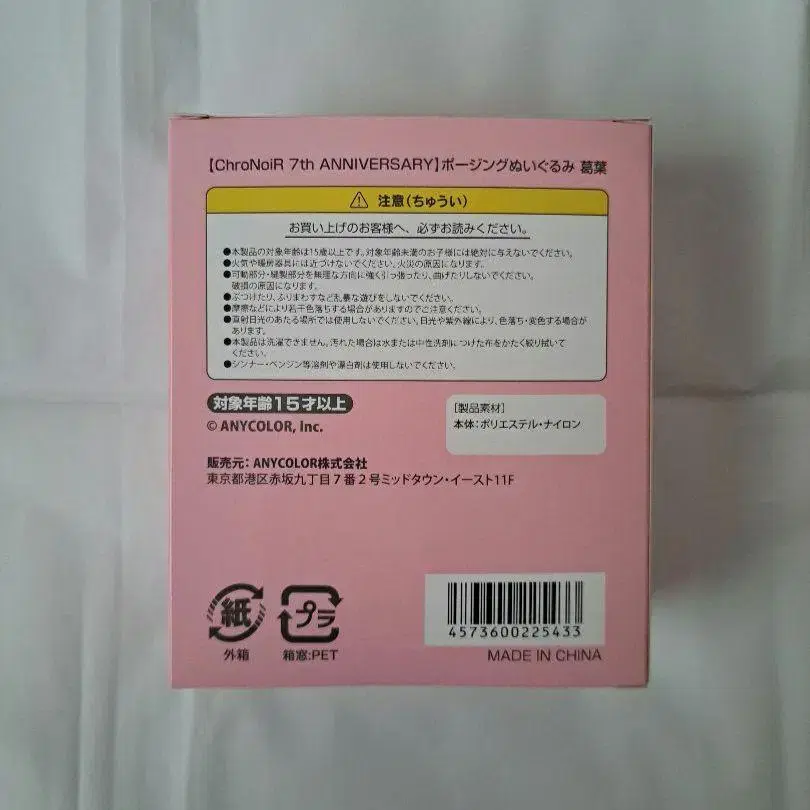 【ChroNoiR 7th ANNIVERSARY】ポージングぬいぐるみ 葛葉
注意（ちゅうい）
お買い上げのお客様へ、必ずお読みください。
●本製品の対象年齢は15歳以上です。対象年齢未満のお子様には絶対に与えないでください。
●火気や暖房器具には近づけないでください。火災の原因になります。
●可動部分・縫製部分を無理な方向に強く引っ張ったり、曲げたりしないでください。
破損の原因になります。
●ぶつけたり、ふりまわすなど乱暴な遊びをしないでください。
●摩擦などにより若干色落ちする場合がありますのでご注意ください。
●直射日光のあたる場所では使用しないでください。日光や紫外線により、色落ち・変色する場合が
あります。
●本製品は洗濯できません。汚れた場合は水または中性洗剤につけた布をかたく絞り拭いて
ください。
●シンナー・ベンジン等溶剤や漂白剤は使用しないでください。
対象年齢15才以上
© ANYCOLOR, Inc.
［製品素材］
本体：ポリエステル・ナイロン
販売元： ANYCOLOR株式会社
東京都港区赤坂九丁目７番２号ミッドタウン・イースト11F
紙
外箱
プラ
箱窓:PET
4573600225433
MADE IN CHINA